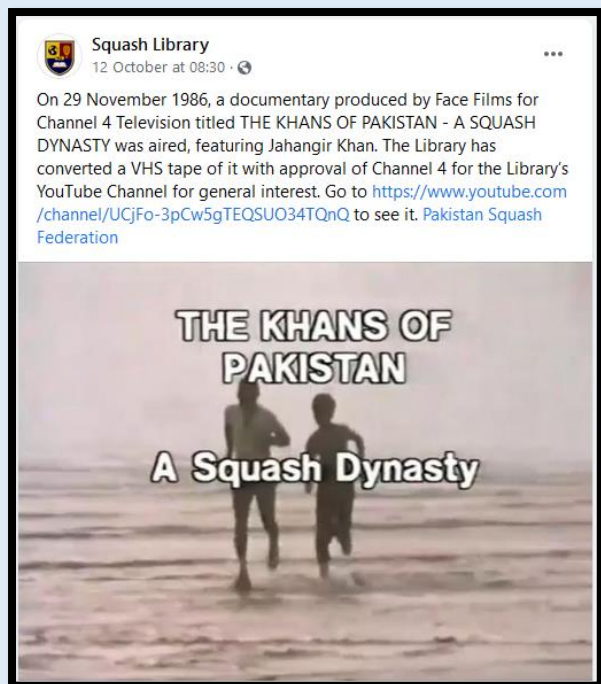 Squash Library
12 October at 08:30 ·
On 29 November 1986, a documentary produced by Face Films for
Channel 4 Television titled THE KHANS OF PAKISTAN - A SQUASH
DYNASTY was aired, featuring Jahangir Khan. The Library has
converted a VHS tape of it with approval of Channel 4 for the Library's
YouTube Channel for general interest. Go to https://www.youtube.com
/channel/UCjFo-3pCw5gTEQSUO34TQnQ to see it. Pakistan Squash
Federation
THE KHANS OF
PAKISTAN
A Squash Dynasty